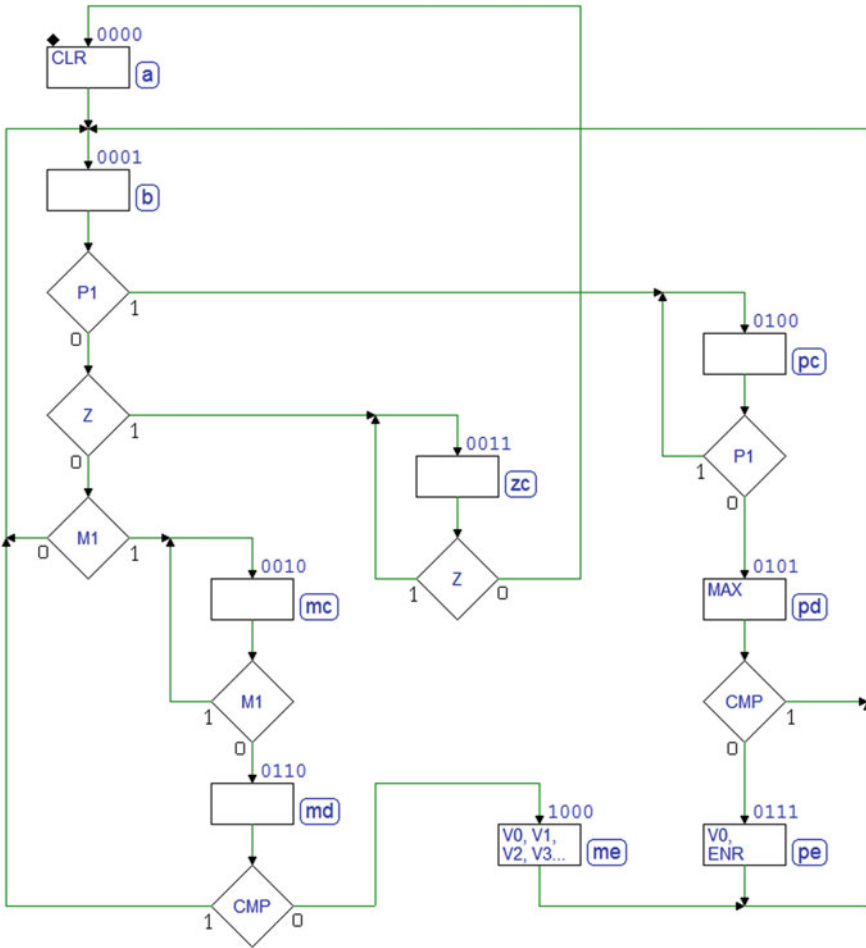 0000
CLR
a
0001
b
P1
1
0
0100
pc
Z
1
0
P1
1
0
0011
zc
M1
0
1
Z
1
0
0010
mc
0101
MAX
pd
M1
1
0
CMP
1
0
0110
md
1000
V0, V1,
V2, V3...
me
0111
V0,
ENR
pe
CMP
1
0